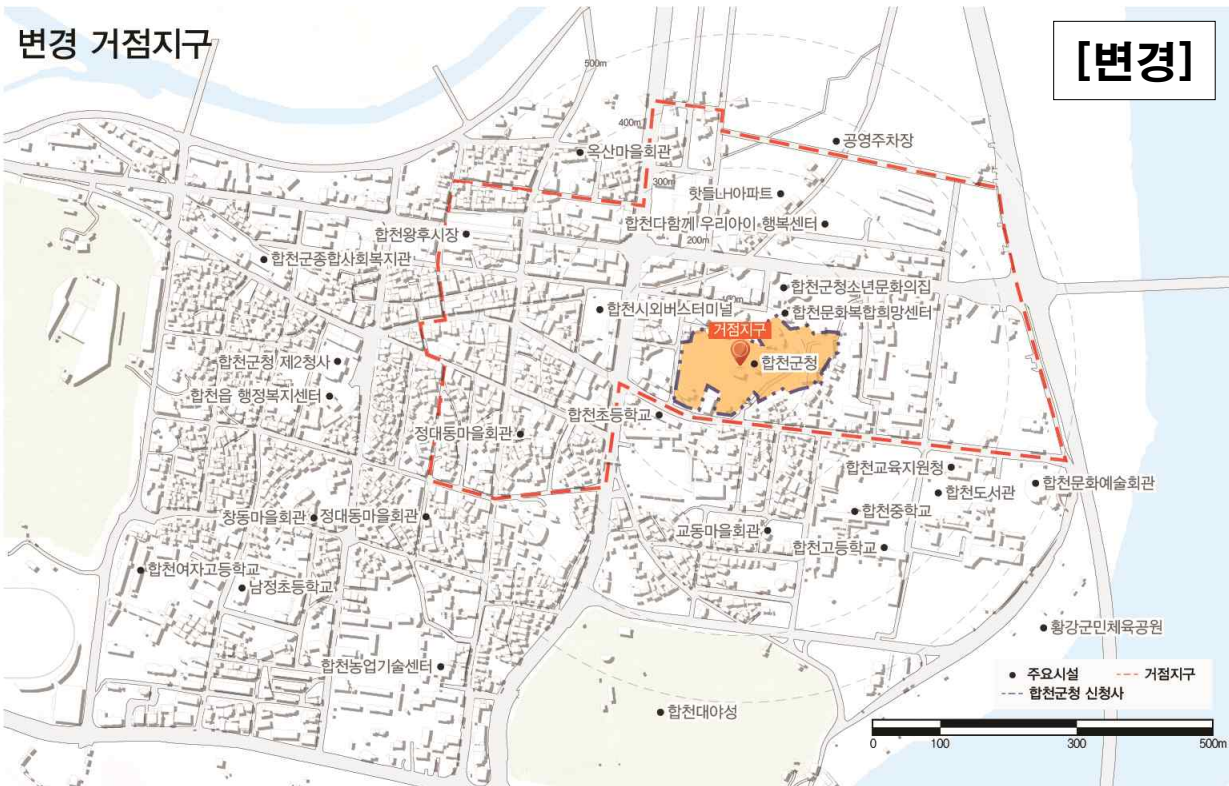 변경 거점지구
[변경]
500m
400m
공영주차장
옥산마을회관
300m
핫들LH아파트
합천다함께 우리아이 행복센터
합천왕후시장
200m
합천군종합사회복지관
합천군청소년문화의집
합천시외버스터미널
합천문화복합희망센터
거점지구
합천군청 제2청사
합천군청
합천읍 행정복지센터
합천초등학교
정대동마을회관
합천교육지원청
합천문화예술회관
합천도서관
합천중학교
창동마을회관
정대동마을회관
교동마을회관
합천고등학교
합천여자고등학교
남정초등학교
황강군민체육공원
합천농업기술센터
주요시설
거점지구
합천군청 신청사
합천대야성
0 100 300 500m